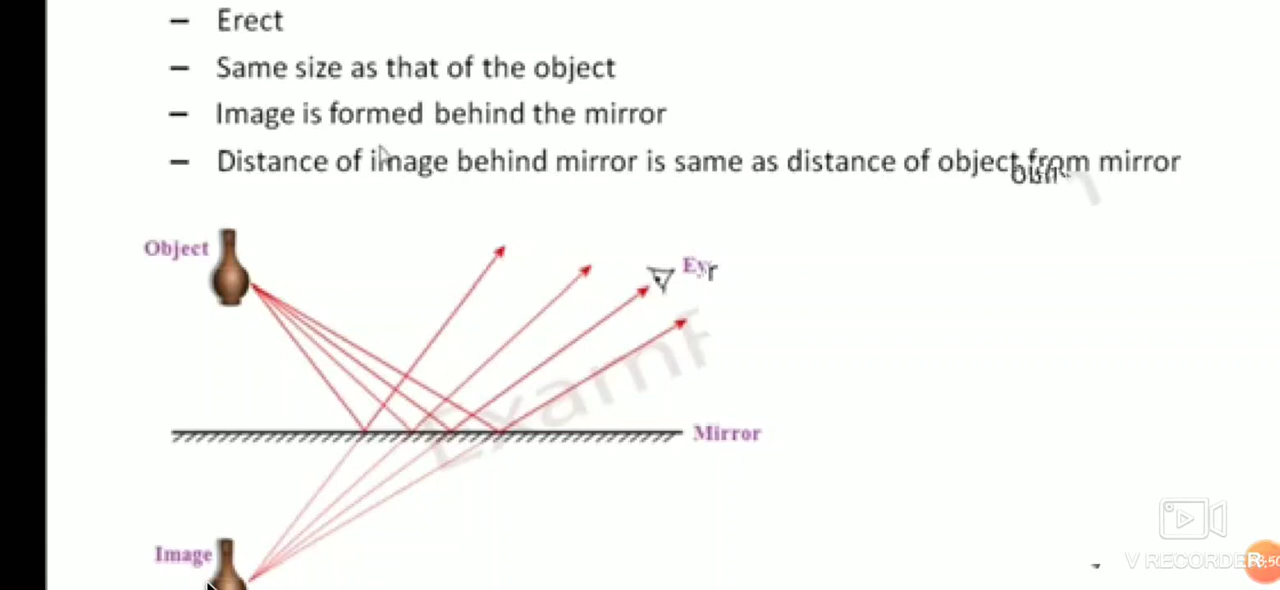 – Erect
– Same size as that of the object
– Image is formed behind the mirror
– Distance of image behind mirror is same as distance of object from mirror
Object
Mirror
Image
V RECORDER